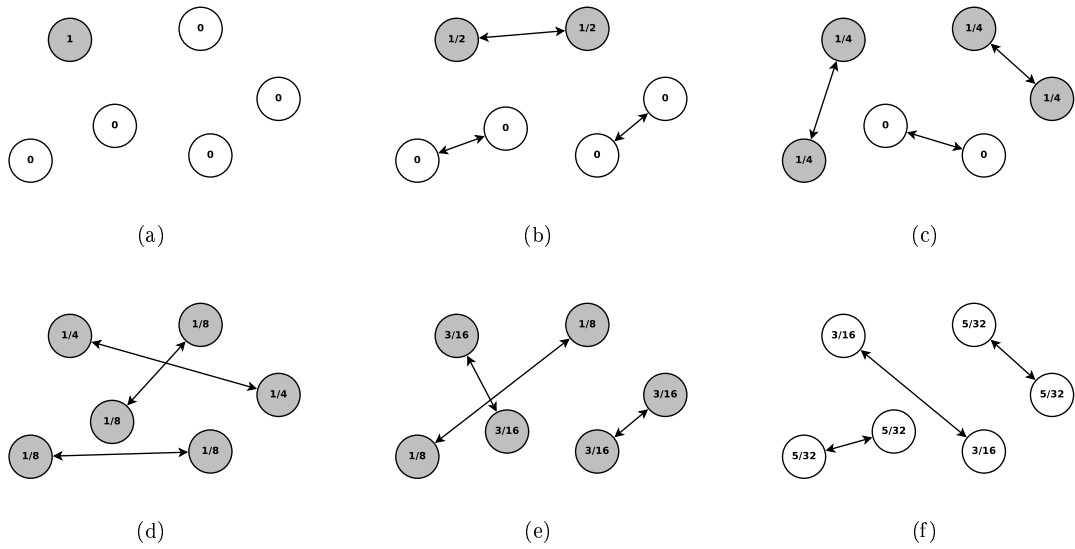 1 0 0 0 0 0
(a)
1/2 1/2 0 0 0 0
(b)
1/4 1/4 1/4 0 1/4 0
(c)
1/4 1/8 1/4 1/8 1/8 1/8
(d)
3/16 1/8 3/16 3/16 1/8 3/16
(e)
3/16 5/32 5/32 5/32 5/32 3/16
(f)